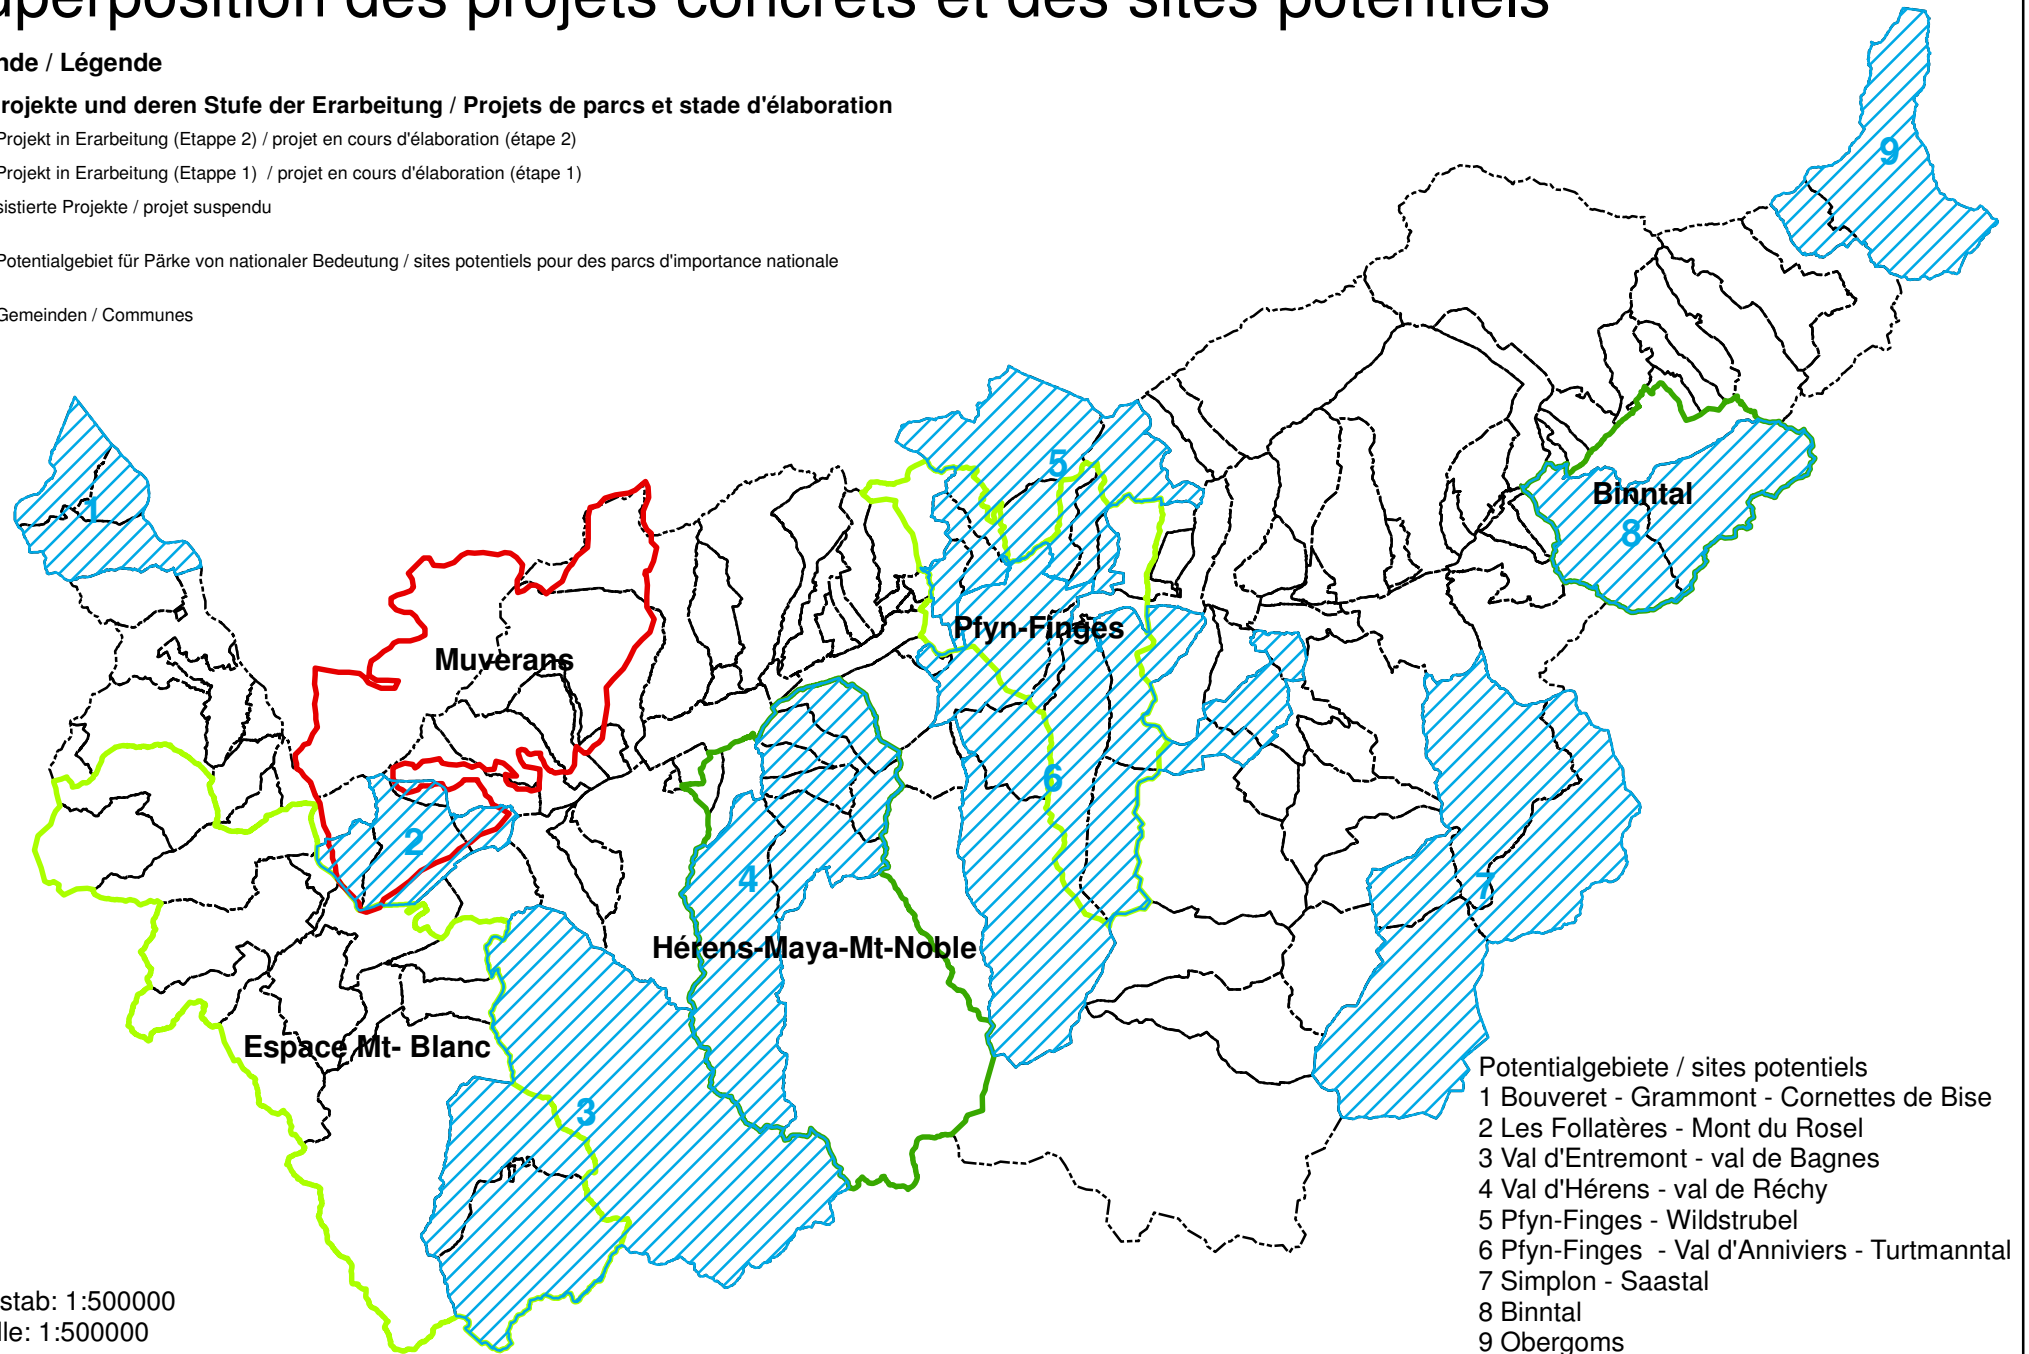 uperposition des projets concrets et des sites potentiels
nde / Légende
rojekte und deren Stufe der Erarbeitung / Projets de parcs et stade d'élaboration
Projekt in Erarbeitung (Etappe 2) / projet en cours d'élaboration (étape 2)
Projekt in Erarbeitung (Etappe 1) / projet en cours d'élaboration (étape 1)
sistierte Projekte / projet suspendu
Potentialgebiet für Pärke von nationaler Bedeutung / sites potentiels pour des parcs d'importance nationale
Gemeinden / Communes
9
5
1
Binntal
8
Pfyn-Finges
Muverans
6
2
4
7
Hérens-Maya-Mt-Noble
Espace Mt- Blanc
3
Potentialgebiete / sites potentiels
1 Bouveret - Grammont - Cornettes de Bise
2 Les Follatères - Mont du Rosel
3 Val d'Entremont - val de Bagnes
4 Val d'Hérens - val de Réchy
5 Pfyn-Finges - Wildstrubel
6 Pfyn-Finges - Val d'Anniviers - Turtmanntal
7 Simplon - Saastal
8 Binntal
9 Obergoms
stab: 1:500000
lle: 1:500000